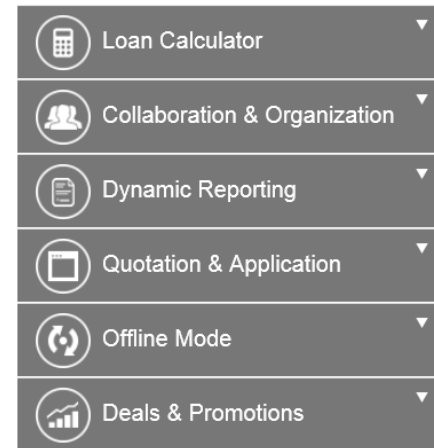 Loan Calculator
Collaboration & Organization
Dynamic Reporting
Quotation & Application
Offline Mode
Deals & Promotions